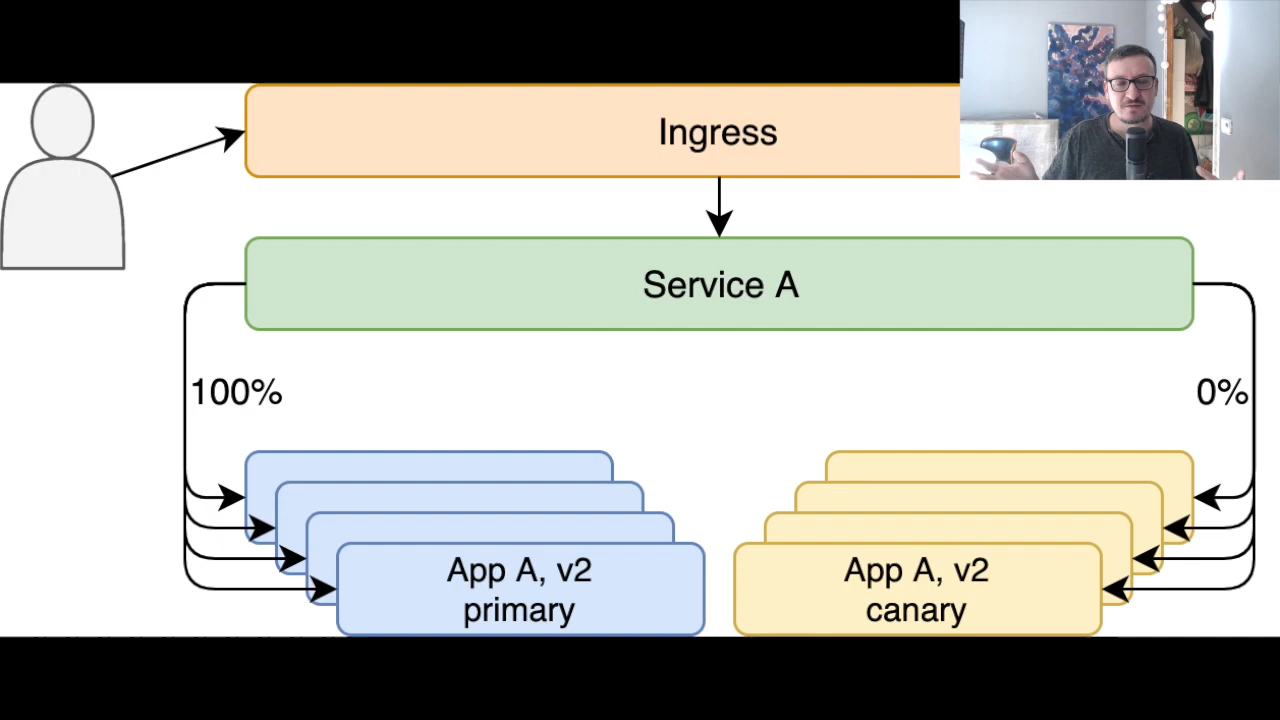 Ingress
Service A
100%
0%
App A, v2
primary
App A, v2
canary